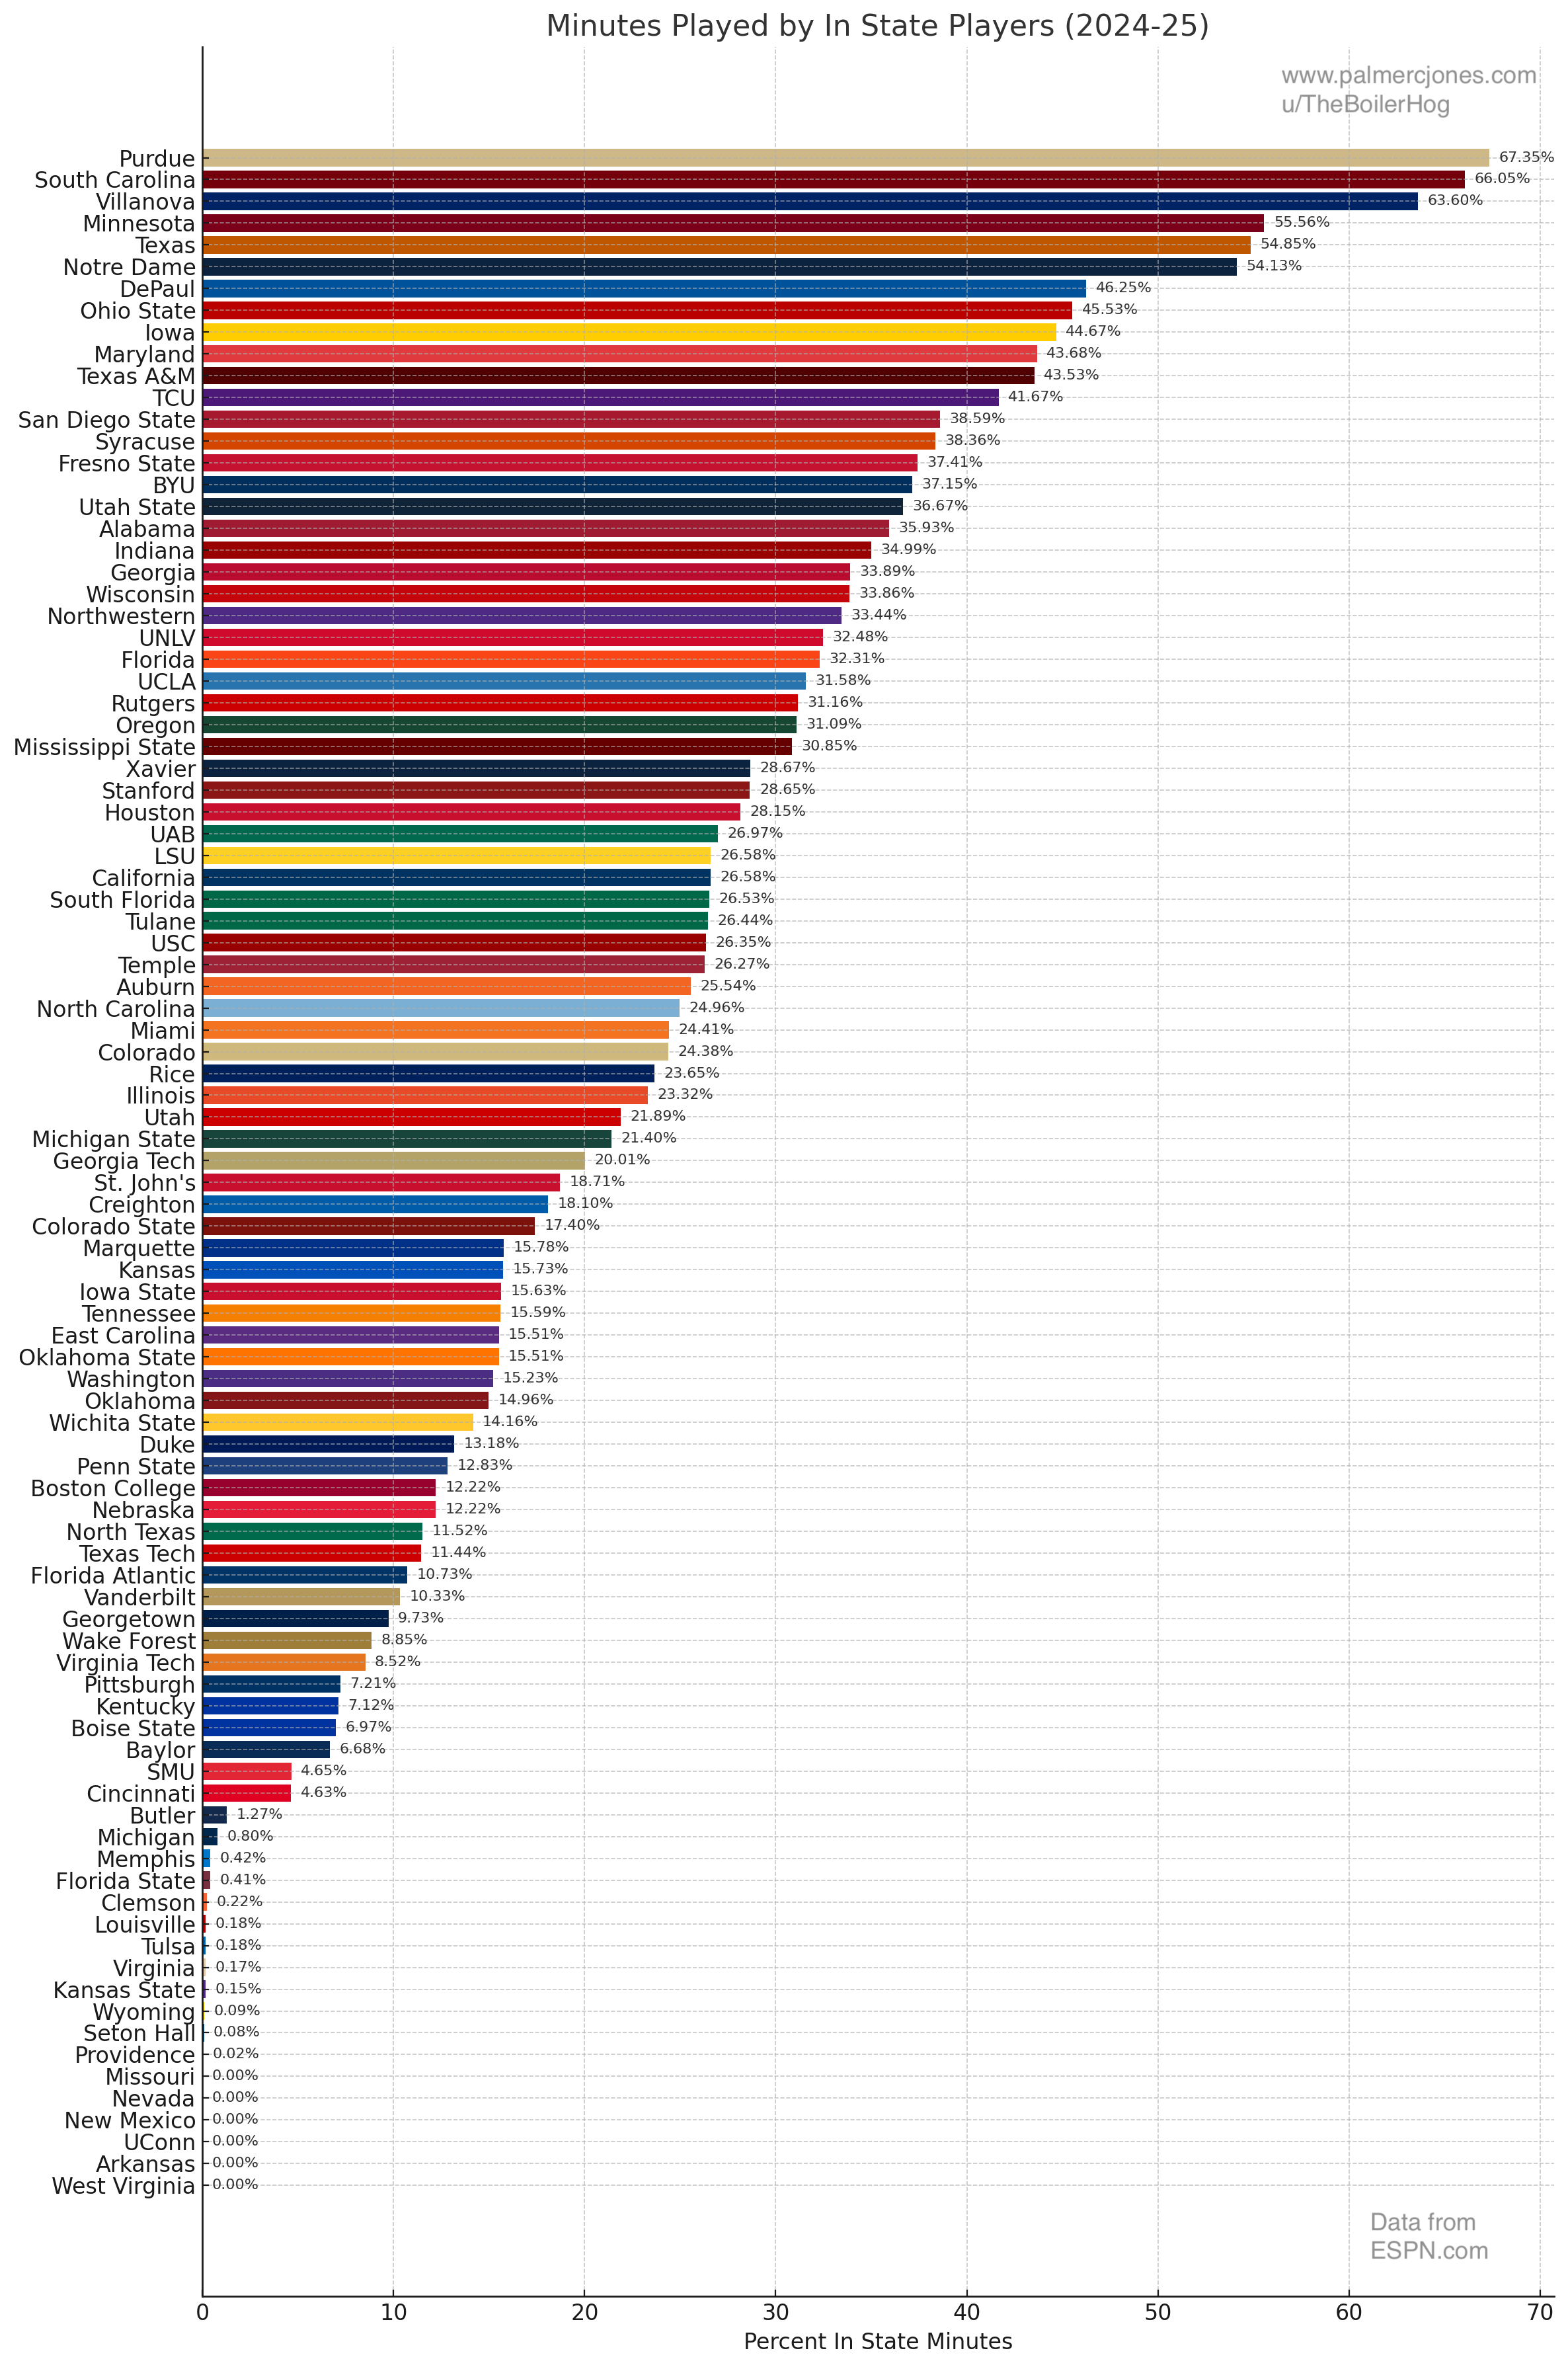 Minutes Played by In State Players (2024-25)
www.palmercjones.com
u/TheBoilerHog
Purdue 67.35%
South Carolina 66.05%
Villanova 63.60%
Minnesota 55.56%
Texas 54.85%
Notre Dame 54.13%
DePaul 46.25%
Ohio State 45.53%
Iowa 44.67%
Maryland 43.68%
Texas A&M 43.53%
TCU 41.67%
San Diego State 38.59%
Syracuse 38.36%
Fresno State 37.41%
BYU 37.15%
Utah State 36.67%
Alabama 35.93%
Indiana 34.99%
Georgia 33.89%
Wisconsin 33.86%
Northwestern 33.44%
UNLV 32.48%
Florida 32.31%
UCLA 31.58%
Rutgers 31.16%
Oregon 31.09%
Mississippi State 30.85%
Xavier 28.67%
Stanford 28.65%
Houston 28.15%
UAB 26.97%
LSU 26.58%
California 26.58%
South Florida 26.53%
Tulane 26.44%
USC 26.35%
Temple 26.27%
Auburn 25.54%
North Carolina 24.96%
Miami 24.41%
Colorado 24.38%
Rice 23.65%
Illinois 23.32%
Utah 21.89%
Michigan State 21.40%
Georgia Tech 20.01%
St. John's 18.71%
Creighton 18.10%
Colorado State 17.40%
Marquette 15.78%
Kansas 15.73%
Iowa State 15.63%
Tennessee 15.59%
East Carolina 15.51%
Oklahoma State 15.51%
Washington 15.23%
Oklahoma 14.96%
Wichita State 14.16%
Duke 13.18%
Penn State 12.83%
Boston College 12.22%
Nebraska 12.22%
North Texas 11.52%
Texas Tech 11.44%
Florida Atlantic 10.73%
Vanderbilt 10.33%
Georgetown 9.73%
Wake Forest 8.85%
Virginia Tech 8.52%
Pittsburgh 7.21%
Kentucky 7.12%
Boise State 6.97%
Baylor 6.68%
SMU 4.65%
Cincinnati 4.63%
Butler 1.27%
Michigan 0.80%
Memphis 0.42%
Florida State 0.41%
Clemson 0.22%
Louisville 0.18%
Tulsa 0.18%
Virginia 0.17%
Kansas State 0.15%
Wyoming 0.09%
Seton Hall 0.08%
Providence 0.02%
Missouri 0.00%
Nevada 0.00%
New Mexico 0.00%
UConn 0.00%
Arkansas 0.00%
West Virginia 0.00%
Data from
ESPN.com
0 10 20 30 40 50 60 70
Percent In State Minutes